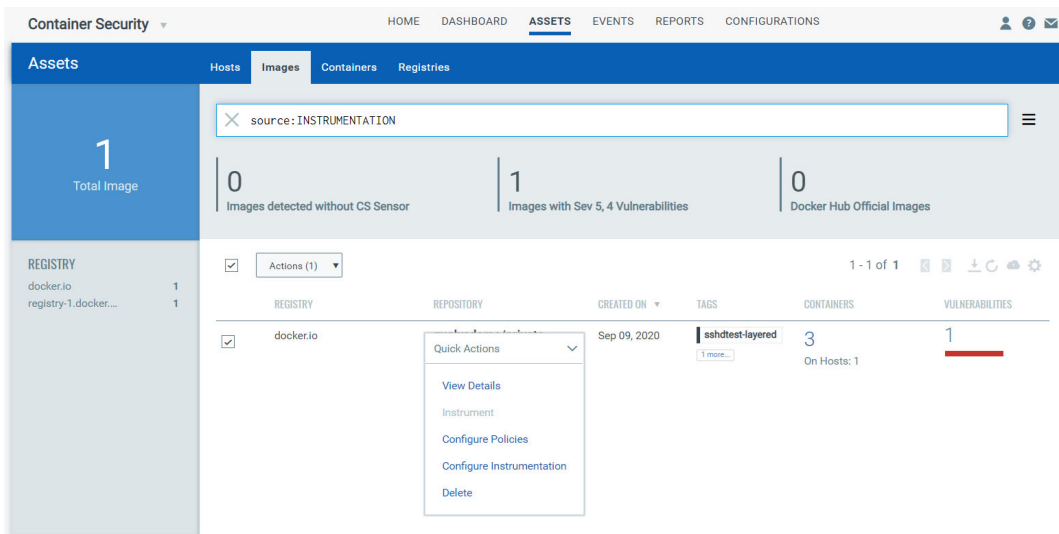 Container Security
HOME DASHBOARD ASSETS EVENTS REPORTS CONFIGURATIONS
Assets
Hosts Images Containers Registries
source:INSTRUMENTATION
1
Total Image
0
Images detected without CS Sensor
1
Images with Sev 5, 4 Vulnerabilities
0
Docker Hub Official Images
REGISTRY
docker.io 1
registry-1.docker.... 1
Actions (1)
1 - 1 of 1
REGISTRY REPOSITORY CREATED ON TAGS CONTAINERS VULNERABILITIES
docker.io Sep 09, 2020 sshdtest-layered 3 1
1 more...
On Hosts: 1
Quick Actions
View Details
Instrument
Configure Policies
Configure Instrumentation
Delete